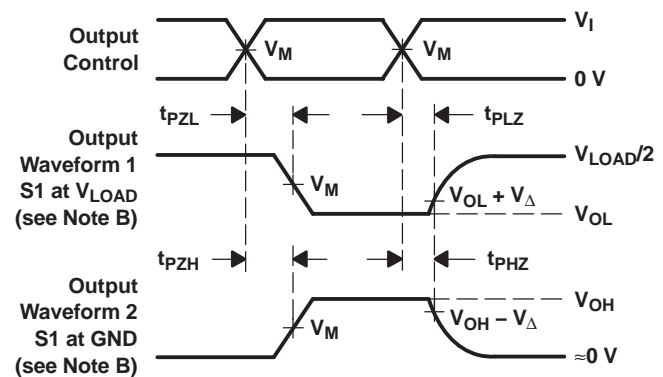 Output
Control
V_M
V_M
V_I
0 V
t_PZL
t_PLZ
Output
Waveform 1
S1 at V_LOAD
(see Note B)
V_M
V_LOAD/2
V_OL + V_Δ
V_OL
t_PZH
t_PHZ
Output
Waveform 2
S1 at GND
(see Note B)
V_M
V_OH
V_OH − V_Δ
≈0 V